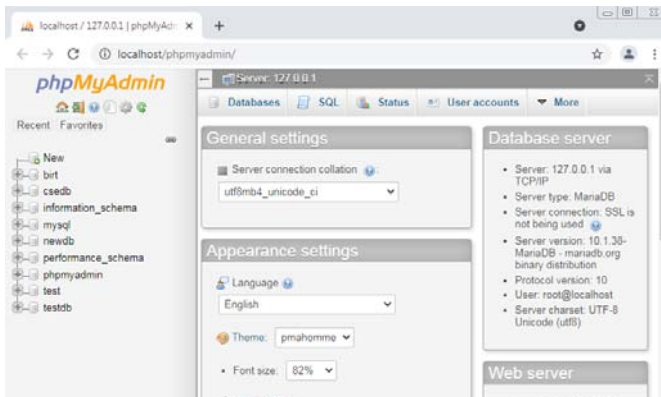 localhost / 127.0.0.1 | phpMyAdm
localhost/phpmyadmin/
phpMyAdmin
Recent Favorites
New
birt
csedb
information_schema
mysql
newdb
performance_schema
phpmyadmin
test
testdb
Server: 127.0.0.1
Databases SQL Status User accounts More
General settings
Server connection collation :
utf8mb4_unicode_ci
Appearance settings
Language
English
Theme: pmahomme
• Font size: 82%
Database server
• Server: 127.0.0.1 via
TCP/IP
• Server type: MariaDB
• Server connection: SSL is
not being used
• Server version: 10.1.38-
MariaDB - mariadb.org
binary distribution
• Protocol version: 10
• User: root@localhost
• Server charset: UTF-8
Unicode (utf8)
Web server